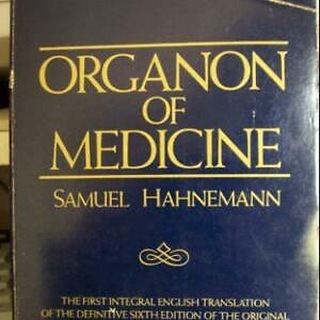 ORGANON
OF
MEDICINE
SAMUEL HAHNEMANN
THE FIRST INTEGRAL ENGLISH TRANSLATION
OF THE DEFINITIVE SIXTH EDITION OF THE ORIGINAL